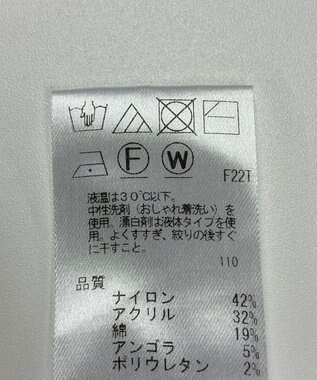 F W
F22T
液温は30℃以下。
中性洗剤(おしゃれ着洗い)を
使用。漂白剤は液体タイプを使
用。よくすすぎ、絞りの後すぐ
に干すこと。
110
品質
ナイロン 42%
アクリル 32%
綿 19%
アンゴラ 5%
ポリウレタン 2%